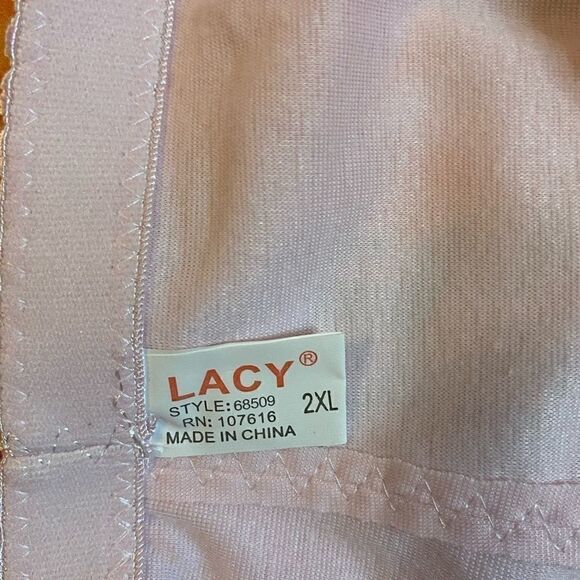 LACY®
STYLE: 68509
RN: 107616
2XL
MADE IN CHINA